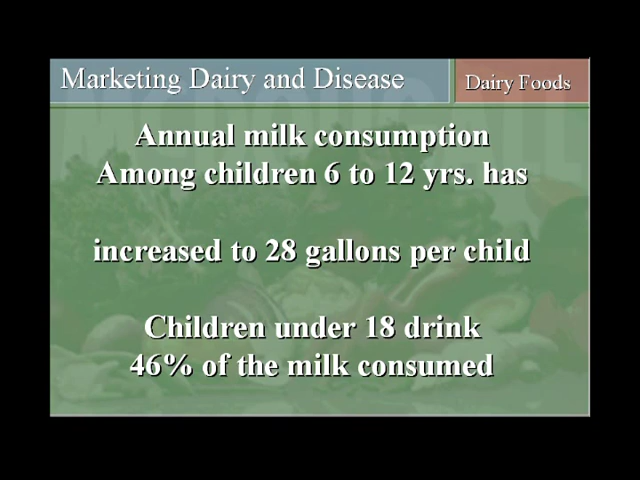 Marketing Dairy and Disease
Dairy Foods
Annual milk consumption
Among children 6 to 12 yrs. has
increased to 28 gallons per child
Children under 18 drink
46% of the milk consumed